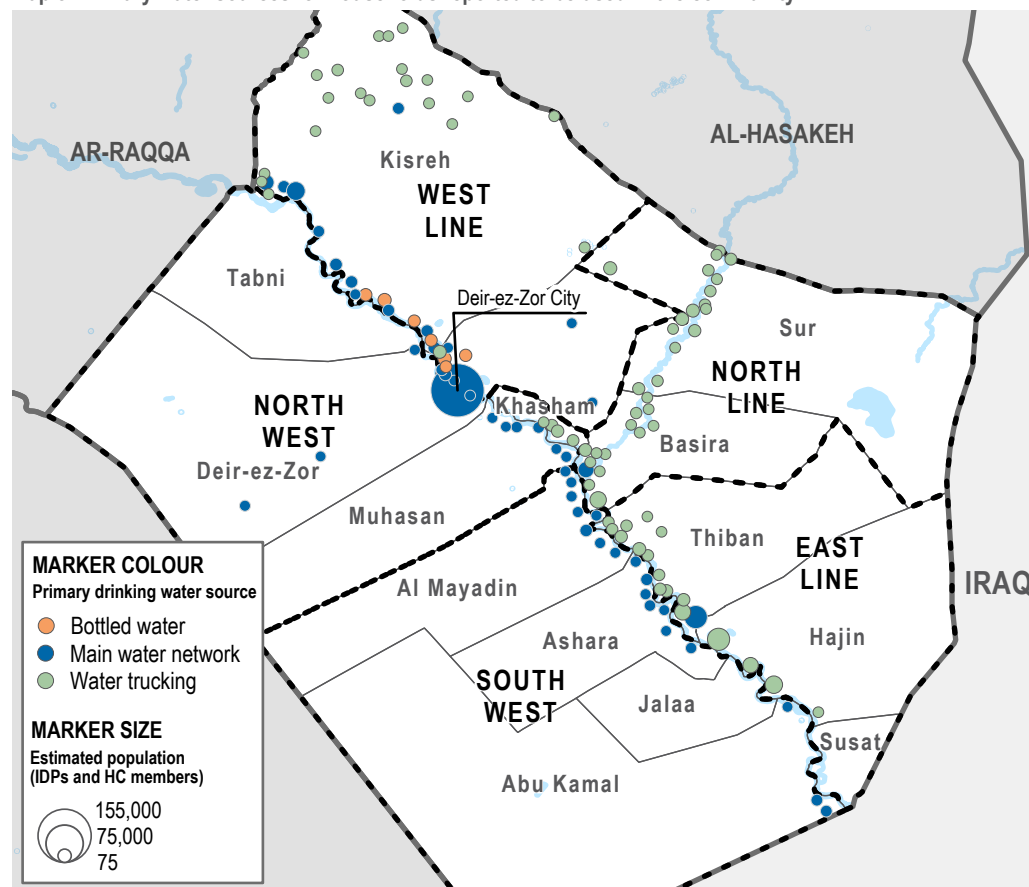 AR-RAQQA
AL-HASAKEH
Kisreh
WEST
LINE
Tabni
Deir-ez-Zor City
Sur
NORTH
LINE
NORTH
WEST
Khasham
Basira
Deir-ez-Zor
Muhasan
Thiban
EAST
LINE
Al Mayadin
IRAQ
Ashara
Hajin
SOUTH
WEST
Jalaa
Susat
Abu Kamal
MARKER COLOUR
Primary drinking water source
Bottled water
Main water network
Water trucking
MARKER SIZE
Estimated population
(IDPs and HC members)
155,000
75,000
75